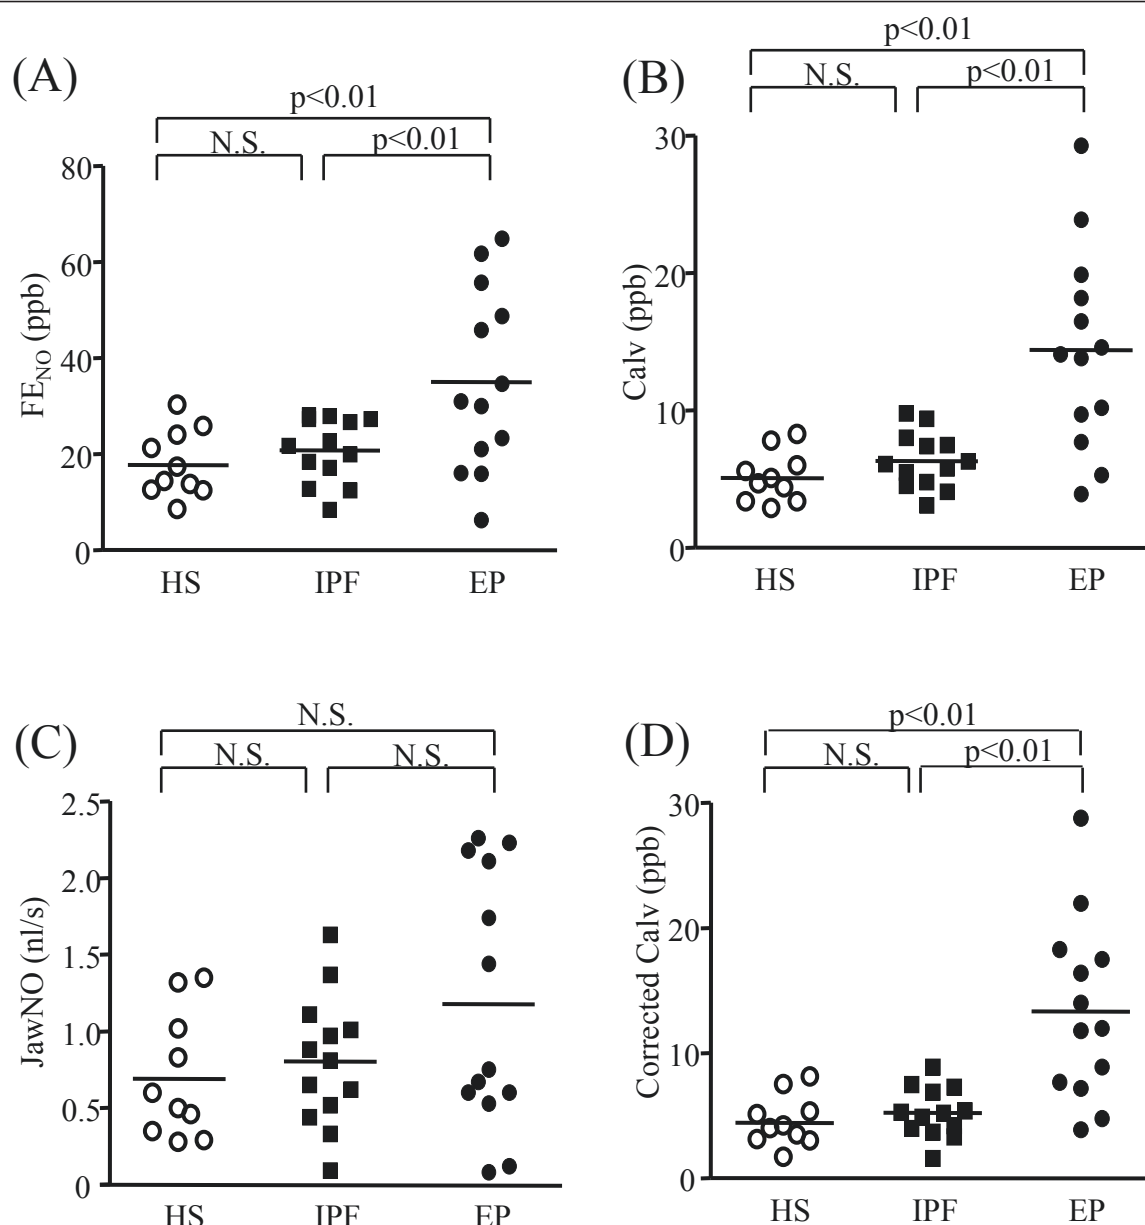 (A)
p<0.01
N.S.
p<0.01
80
60
40
20
0
FENO (ppb)
HS
IPF
EP
(B)
p<0.01
N.S.
p<0.01
30
20
10
0
Calv (ppb)
HS
IPF
EP
(C)
N.S.
N.S.
N.S.
2.5
2.0
1.5
1.0
0.5
0
JawNO (nl/s)
HS
IPF
EP
(D)
p<0.01
N.S.
p<0.01
30
20
10
0
Corrected Calv (ppb)
HS
IPF
EP